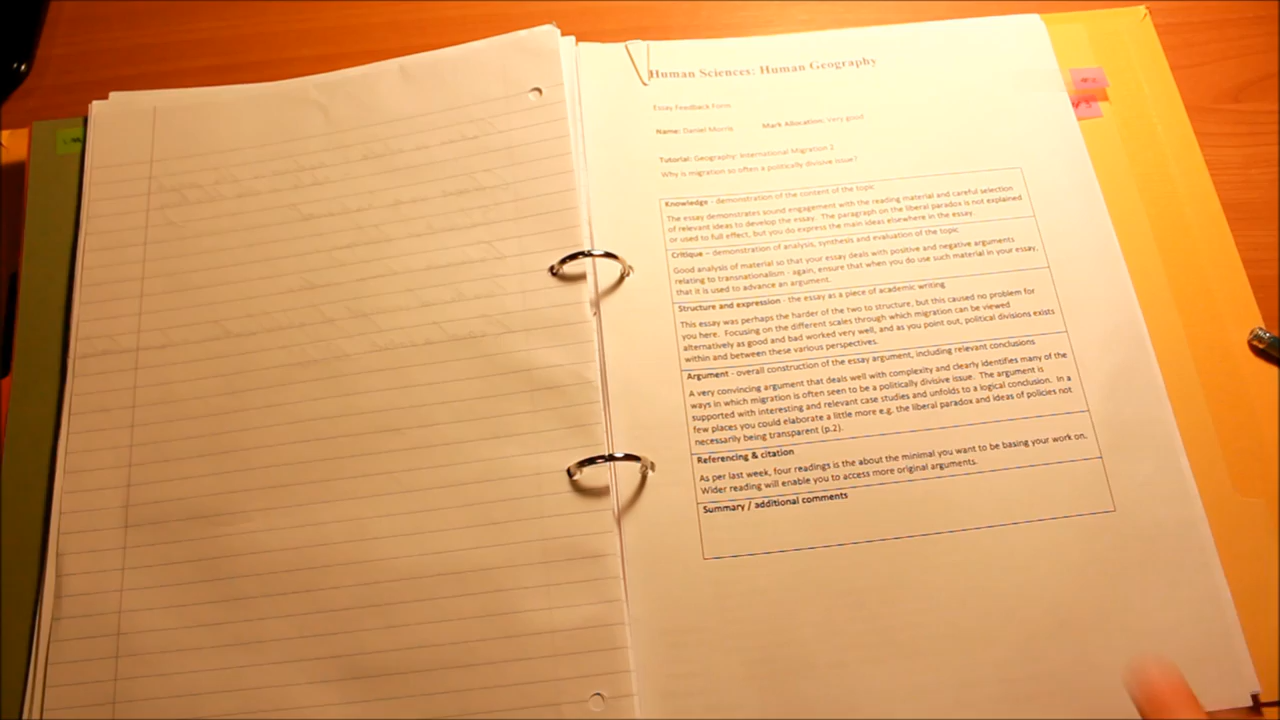 Human Sciences: Human Geography
Essay Feedback Form
Name: Daniel Morris Mark Allocation: Very good
Tutorial: Geography: International Migration 2
Why is migration so often a politically divisive issue?
Knowledge - demonstration of the content of the topic
The essay demonstrates sound engagement with the reading material and careful selection
of relevant ideas to develop the essay. The paragraph on the liberal paradox is not explained
or used to full effect, but you do express the main ideas elsewhere in the essay.
Critique – demonstration of analysis, synthesis and evaluation of the topic
Good analysis of material so that your essay deals with positive and negative arguments
relating to transnationalism - again, ensure that when you do use such material in your essay,
that it is used to advance an argument.
Structure and expression - the essay as a piece of academic writing
This essay was perhaps the harder of the two to structure, but this caused no problem for
you here. Focusing on the different scales through which migration can be viewed
alternatively as good and bad worked very well, and as you point out, political divisions exists
within and between these various perspectives.
Argument - overall construction of the essay argument, including relevant conclusions
A very convincing argument that deals well with complexity and clearly identifies many of the
ways in which migration is often seen to be a politically divisive issue. The argument is
supported with interesting and relevant case studies and unfolds to a logical conclusion. In a
few places you could elaborate a little more e.g. the liberal paradox and ideas of policies not
necessarily being transparent (p.2).
Referencing & citation
As per last week, four readings is the about the minimal you want to be basing your work on.
Wider reading will enable you to access more original arguments.
Summary / additional comments